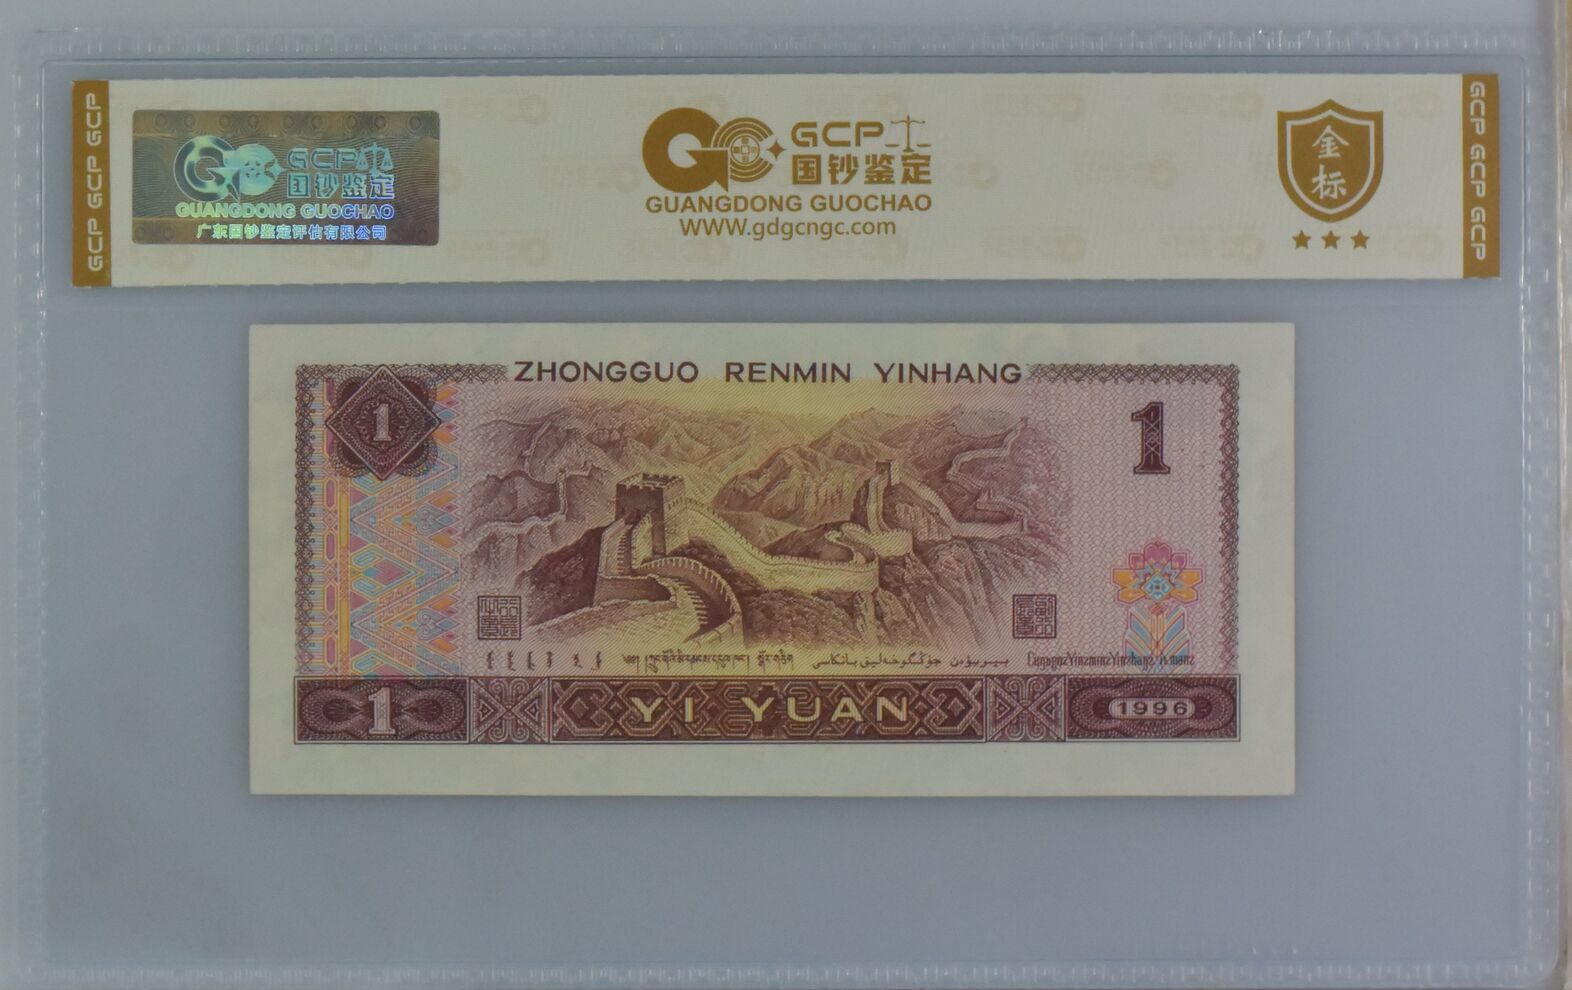 GCP GCP GCP
GCP
国钞鉴定
GUANGDONG GUOCHAO
广东国钞鉴定评估有限公司
GCP
国钞鉴定
GUANGDONG GUOCHAO
WWW.gdgcngc.com
金标
GCP GCP GCP
ZHONGGUO RENMIN YINHANG
1
1
1
YI YUAN
1996